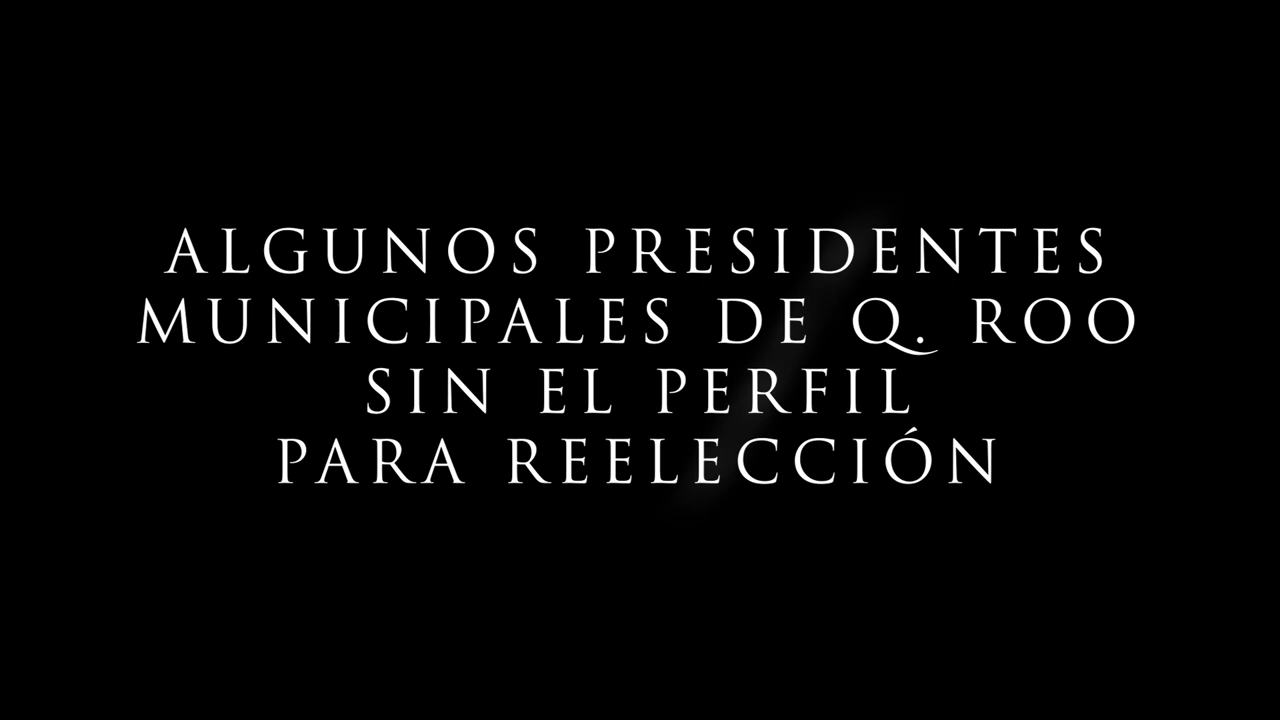 ALGUNOS PRESIDENTES
MUNICIPALES DE Q. ROO
SIN EL PERFIL
PARA REELECCIÓN